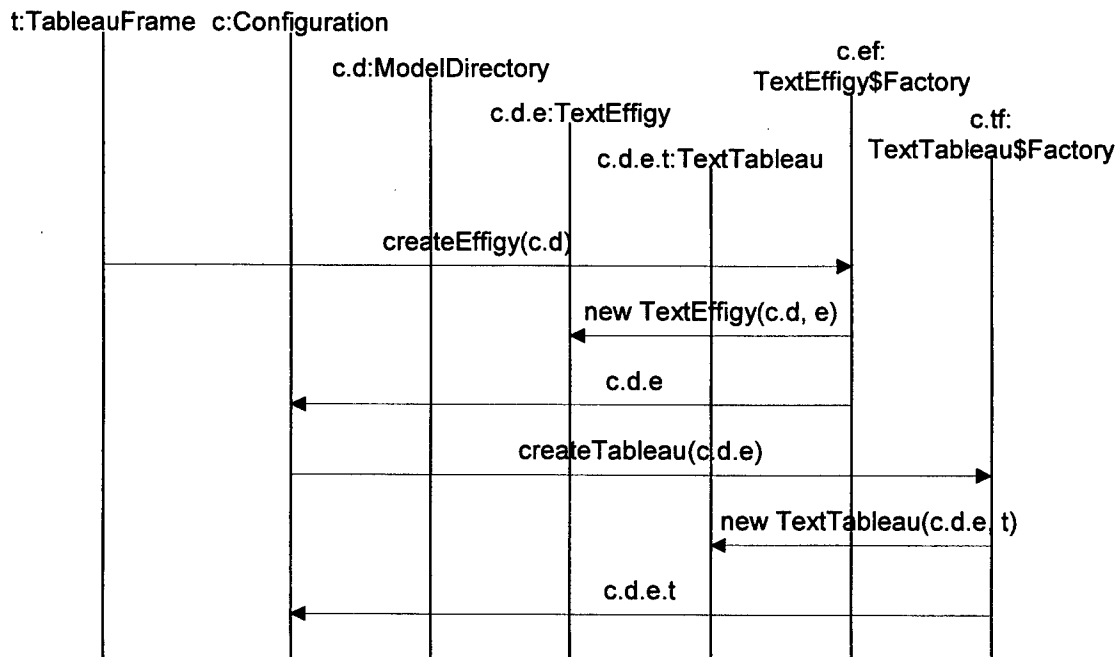 t:TableauFrame c:Configuration
c.d:ModelDirectory
c.ef:
TextEffigy$Factory
c.d.e:TextEffigy
c.tf:
TextTableau$Factory
c.d.e.t:TextTableau
createEffigy(c.d)
new TextEffigy(c.d, e)
c.d.e
createTableau(c.d.e)
new TextTableau(c.d.e, t)
c.d.e.t